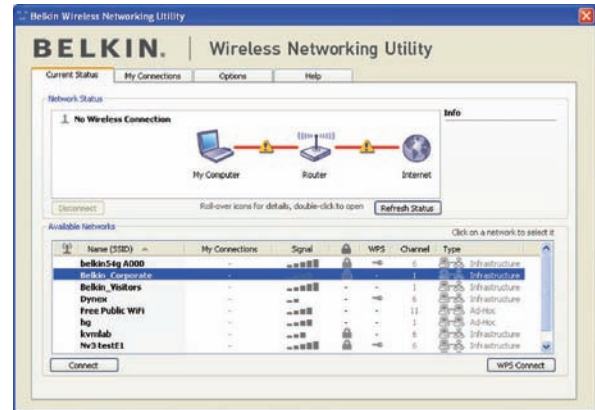 Belkin Wireless Networking Utility
BELKIN. | Wireless Networking Utility
Current Status My Connections Options Help
Network Status
No Wireless Connection
Info
My Computer Router Internet
Disconnect Roll-over icons for details, double-click to open Refresh Status
Available Networks
Click on a network to select it
Name (SSID) My Connections Signal WPS Channel Type
belkin54g A000 - 6 Infrastructure
Belkin_Corporate - - 1 Infrastructure
Belkin_Visitors - - - 1 Infrastructure
Dynex - - 6 Infrastructure
Free Public WiFi - - - 11 Ad-Hoc
hg - - - 1 Ad-Hoc
kvmlab - - 6 Infrastructure
Nv3testE1 - 6 Infrastructure
Connect WPS Connect